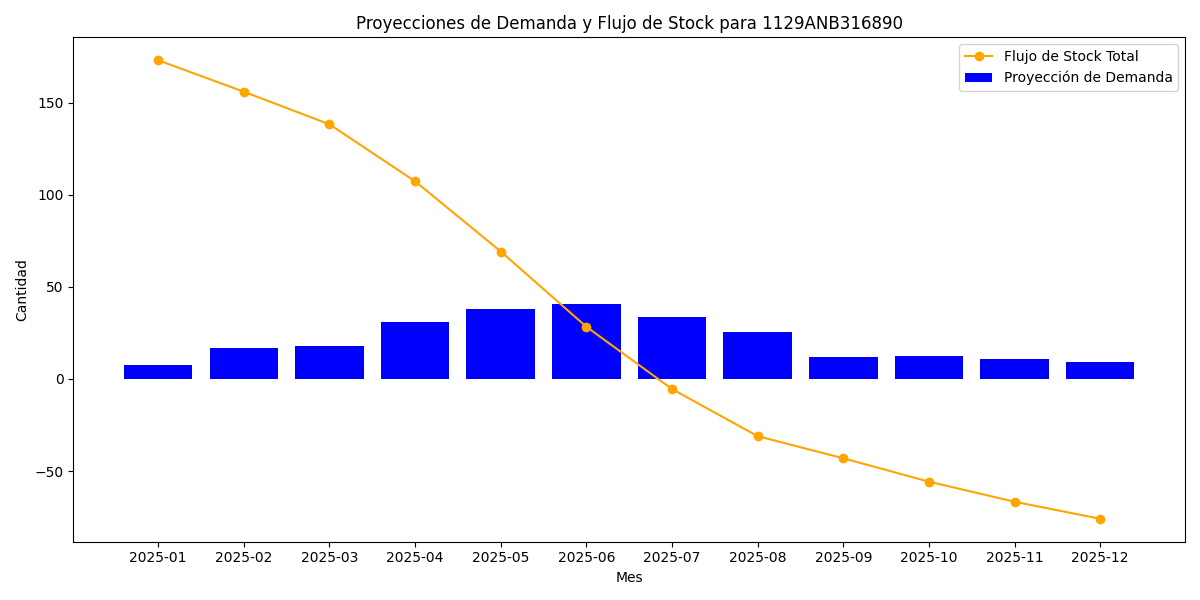 Proyecciones de Demanda y Flujo de Stock para 1129ANB316890
Flujo de Stock Total
Proyección de Demanda
Cantidad
150
100
50
0
−50
2025-01 2025-02 2025-03 2025-04 2025-05 2025-06 2025-07 2025-08 2025-09 2025-10 2025-11 2025-12
Mes